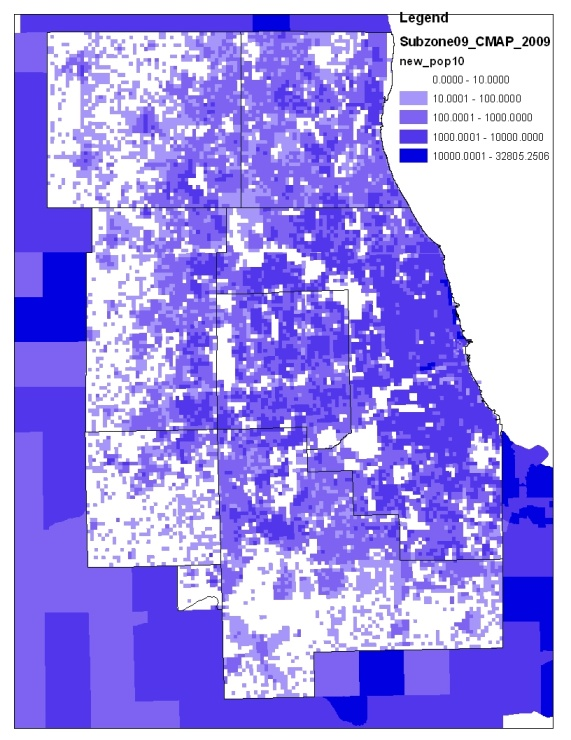 Legend
Subzone09_CMAP_2009
new_pop10
0.0000 - 10.0000
10.0001 - 100.0000
100.0001 - 1000.0000
1000.0001 - 10000.0000
10000.0001 - 32805.2506